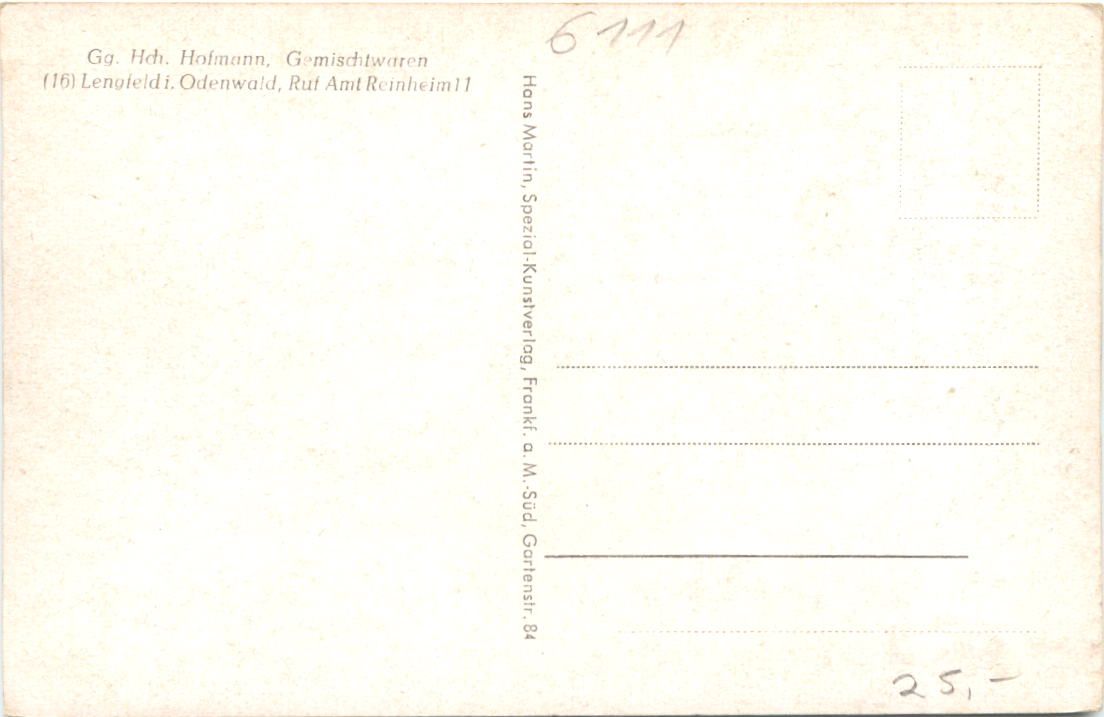 Gg. Hch. Hofmann, Gemischtwaren
(16) Lengfeld i. Odenwald, Ruf Amt Reinheim 11
6111
Hans Martin, Spezial-Kunstverlag, Frankf. a. M.-Süd, Gartenstr. 84
25,-